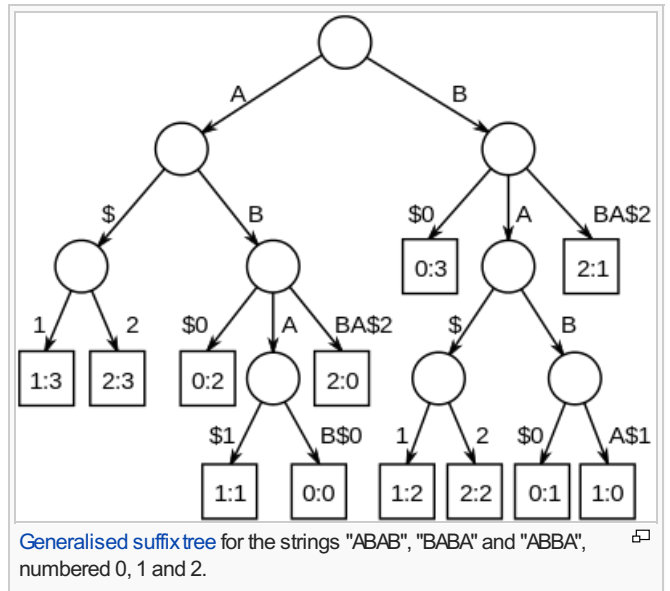 A B
$ B $0 A BA$2
0:3 2:1
1 2 $0 A BA$2 $ B
1:3 2:3 0:2 2:0
$1 B$0 1 2 $0 A$1
1:1 0:0 1:2 2:2 0:1 1:0
Generalised suffix tree for the strings "ABAB", "BABA" and "ABBA",
numbered 0, 1 and 2.